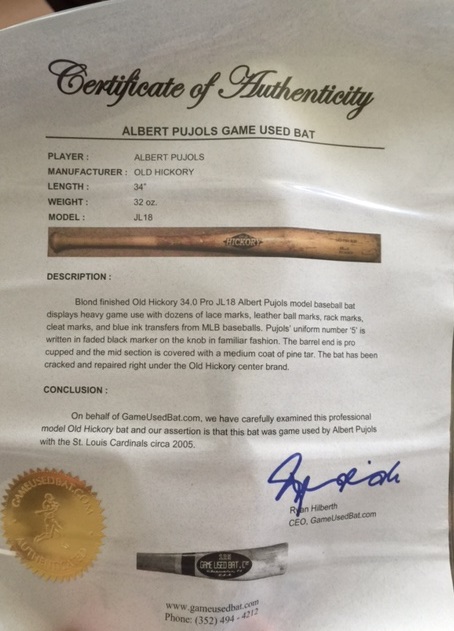 Certificate of Authenticity
ALBERT PUJOLS GAME USED BAT
PLAYER : ALBERT PUJOLS
MANUFACTURER : OLD HICKORY
LENGTH : 34"
WEIGHT : 32 oz.
MODEL : JL18
HICKORY
DESCRIPTION :
Blond finished Old Hickory 34.0 Pro JL18 Albert Pujols model baseball bat
displays heavy game use with dozens of lace marks, leather ball marks, rack marks,
cleat marks, and blue ink transfers from MLB baseballs. Pujols' uniform number '5' is
written in faded black marker on the knob in familiar fashion. The barrel end is pro
cupped and the mid section is covered with a medium coat of pine tar. The bat has been
cracked and repaired right under the Old Hickory center brand.
CONCLUSION :
On behalf of GameUsedBat.com, we have carefully examined this professional
model Old Hickory bat and our assertion is that this bat was game used by Albert Pujols
with the St. Louis Cardinals circa 2005.
Ryan Hilberth
CEO, GameUsedBat.com
GAMEUSEDBAT.COM
GAME USED BAT. Co
U.S.A.
www.gameusedbat.com
Phone: (352) 494 - 4212